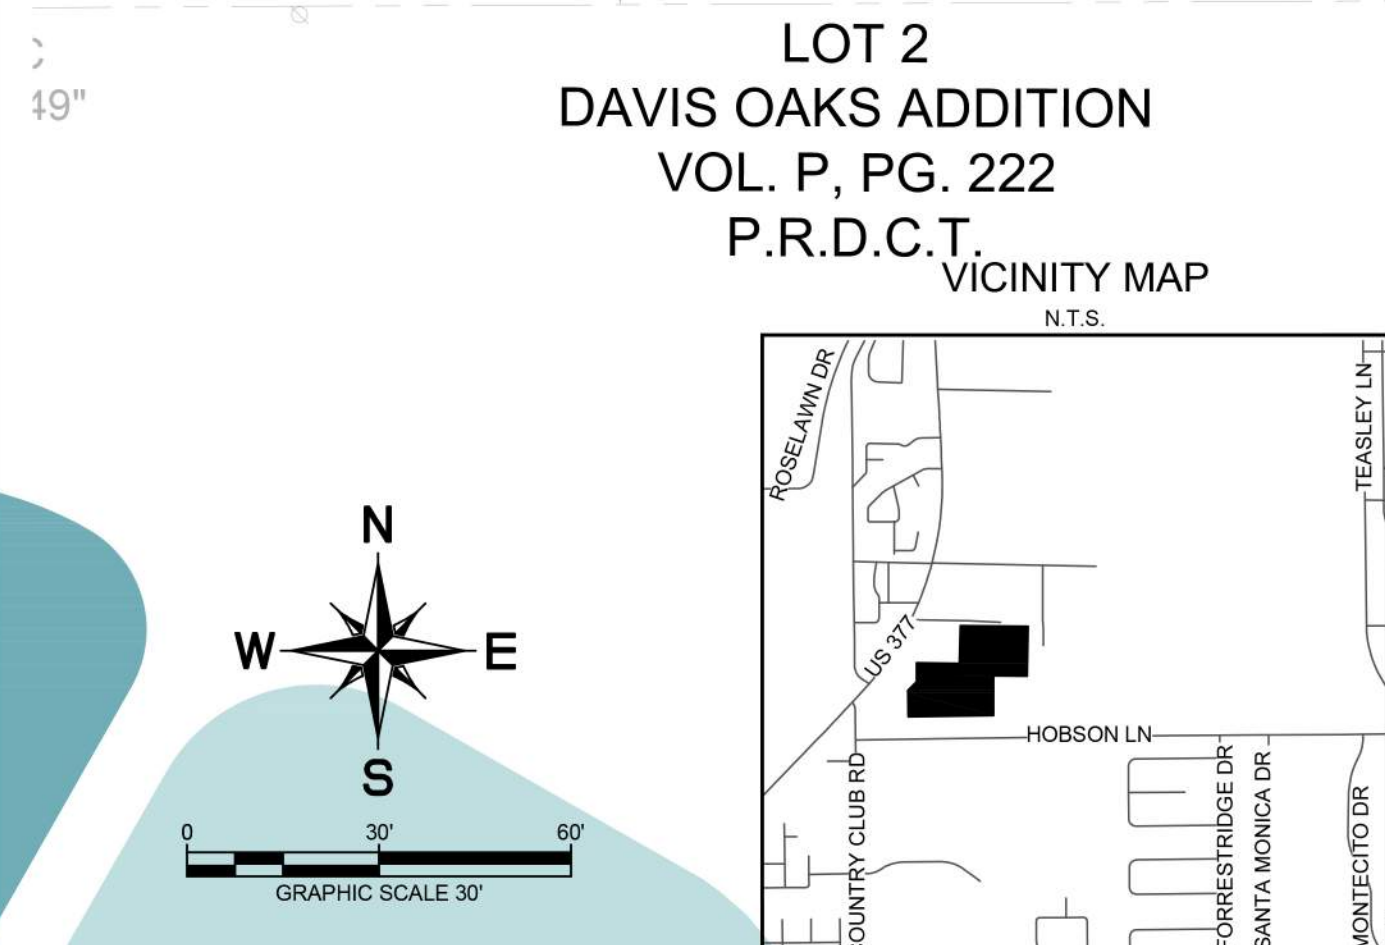 49"
LOT 2
DAVIS OAKS ADDITION
VOL. P, PG. 222
P.R.D.C.T.
VICINITY MAP
N.T.S.
ROSELAWN DR
TEASLEY LN
N
W
E
S
US 377
HOBSON LN
0 30' 60'
GRAPHIC SCALE 30'
COUNTRY CLUB RD
FORRESTRIDGE DR
SANTA MONICA DR
MONTECITO DR